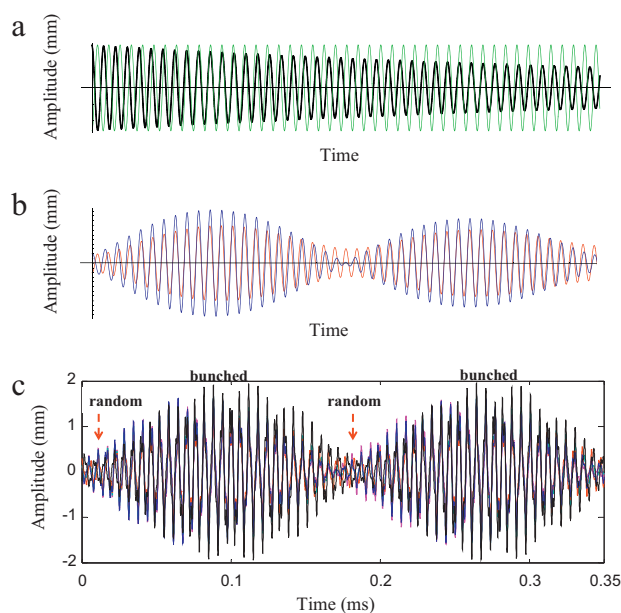 a
Amplitude (mm)
Time
b
Amplitude (mm)
Time
c
bunched
bunched
random
random
2
1
0
-1
-2
Amplitude (mm)
0
0.1
0.2
0.3
0.35
Time (ms)